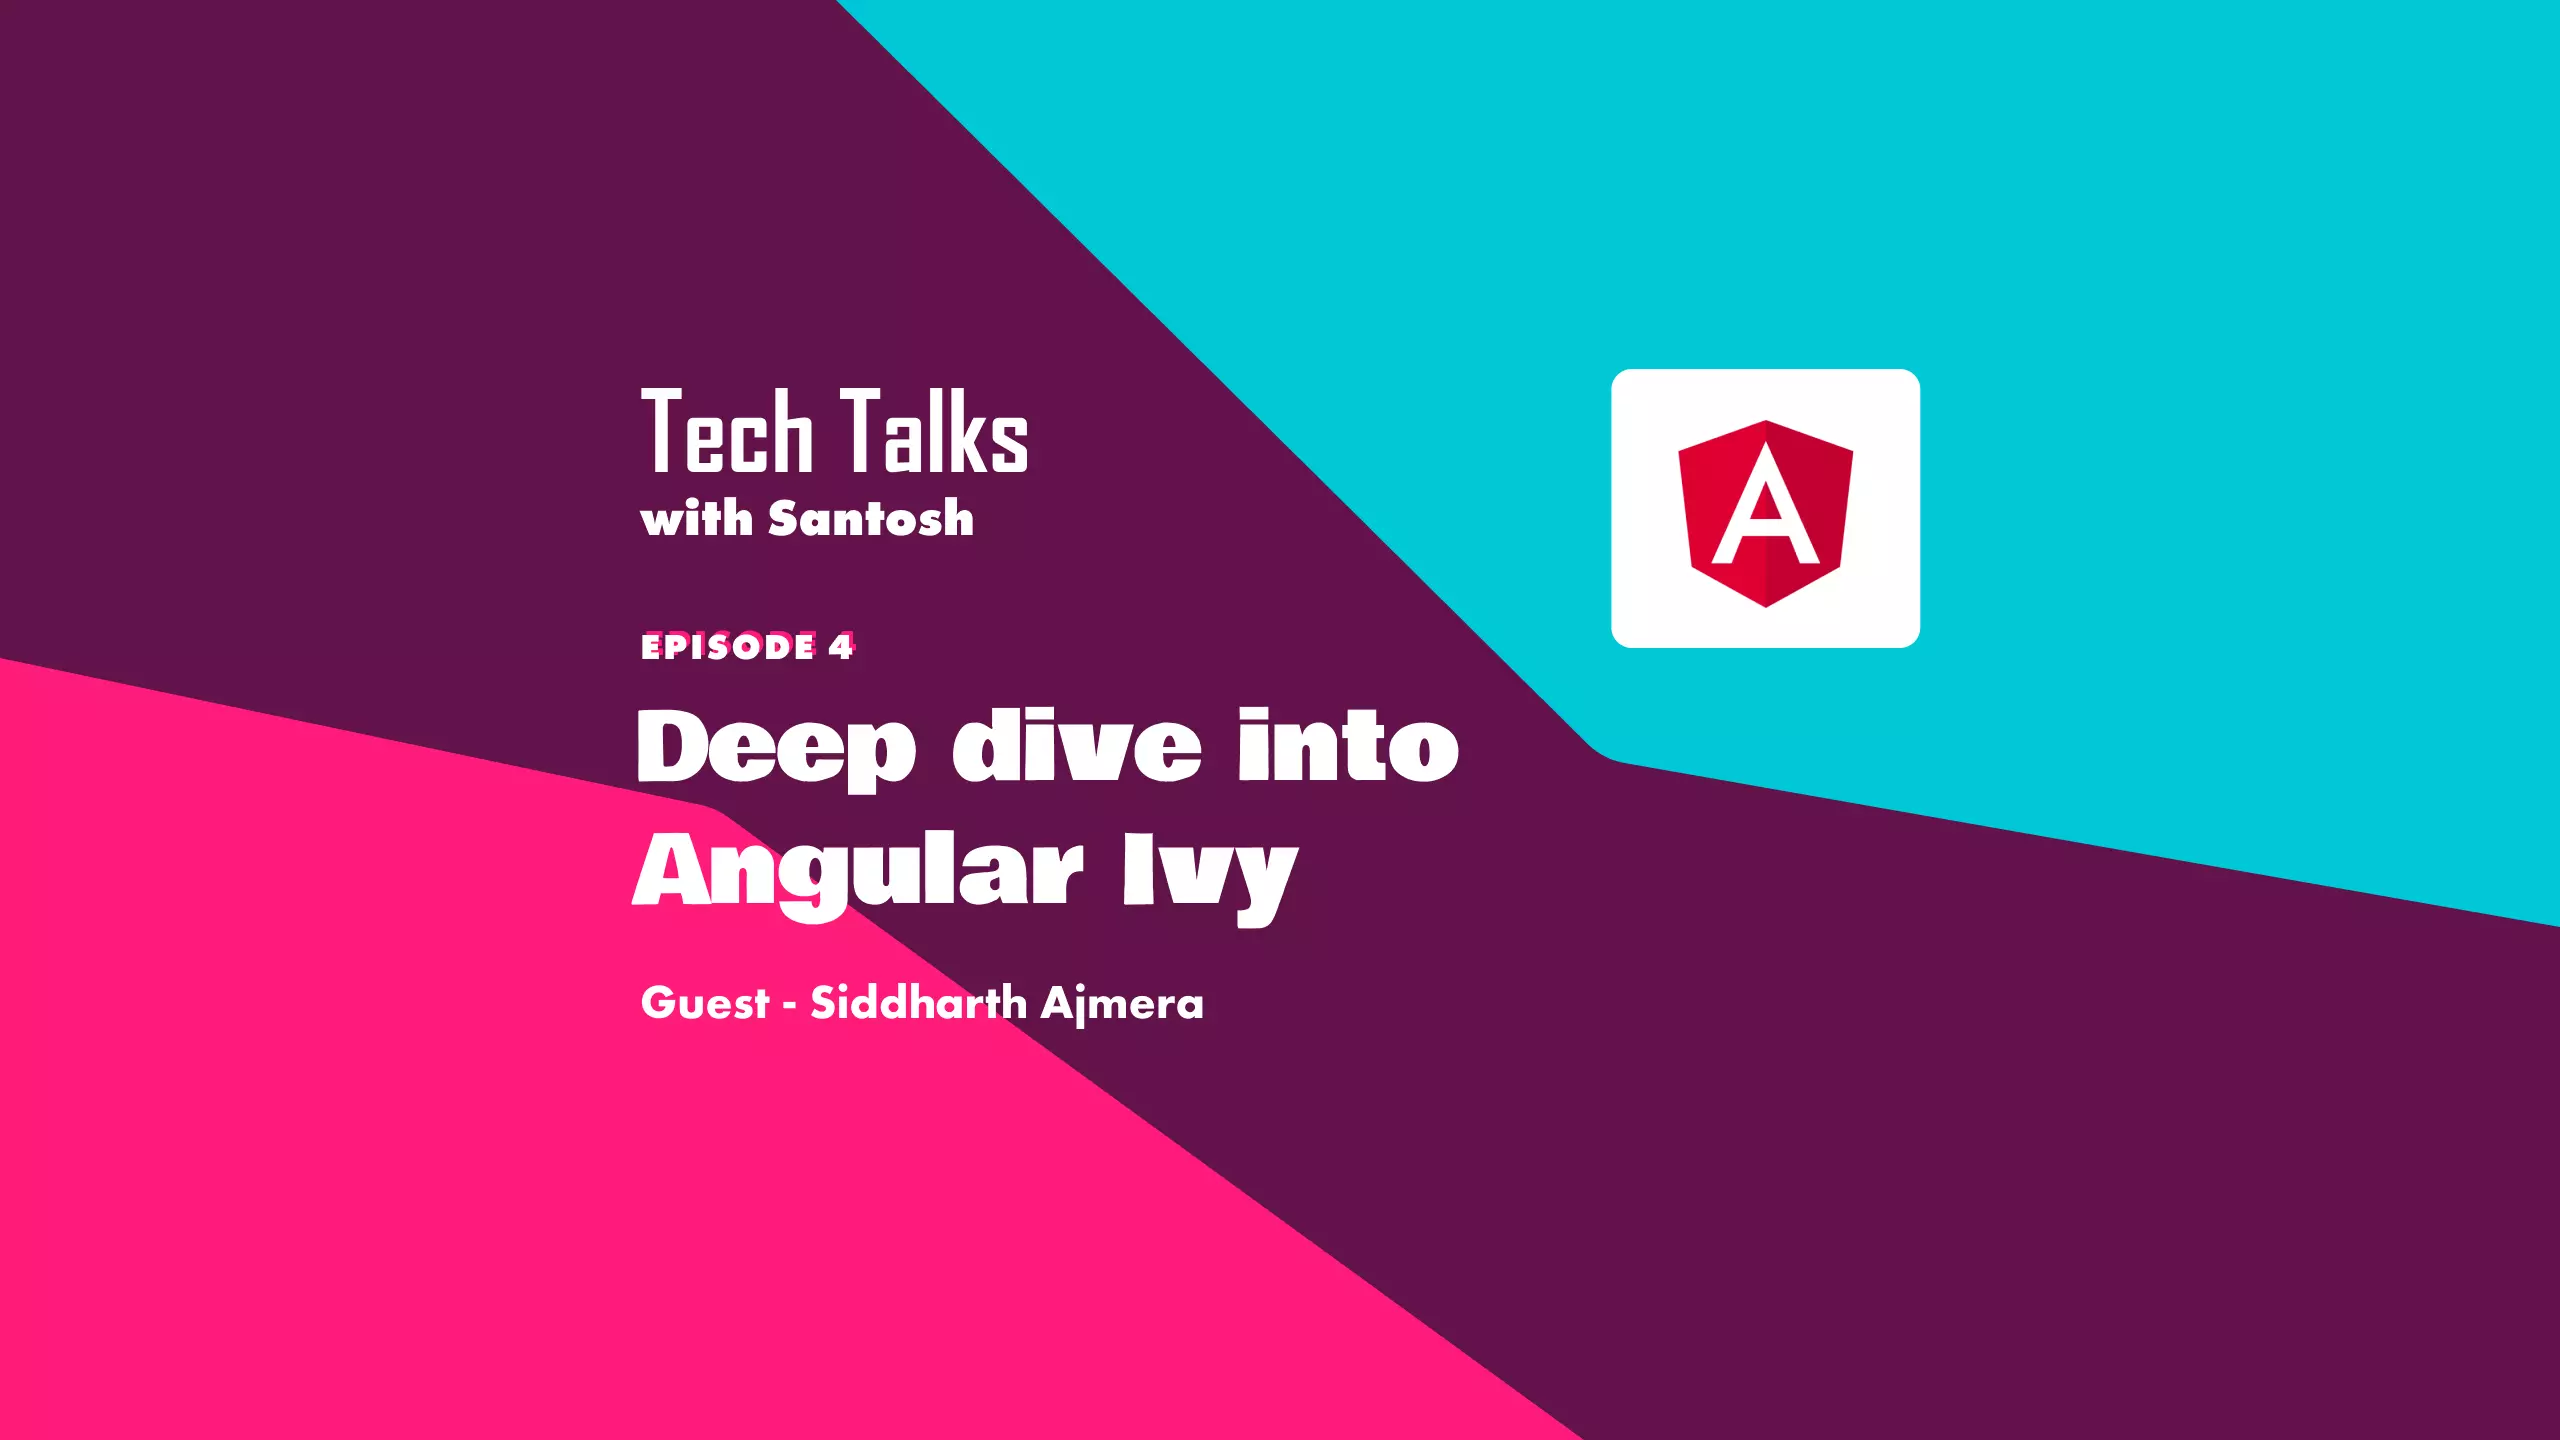 Tech Talks
with Santosh
EPISODE 4
Deep dive into
Angular Ivy
Guest - Siddharth Ajmera
A